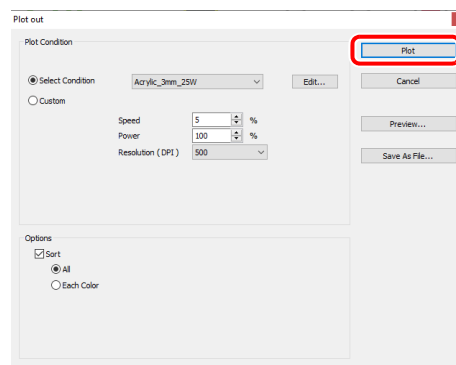 Plot out
Plot Condition
Plot
Select Condition
Acrylic_3mm_25W
Edit...
Cancel
Custom
Speed
5
%
Preview...
Power
100
%
Resolution ( DPI )
500
Save As File...
Options
Sort
All
Each Color